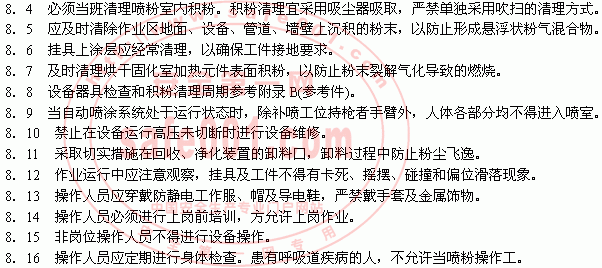 8. 4 必须当班清理喷粉室内积粉。积粉清理宜采用吸尘器吸取，严禁单独采用吹扫的清理方式。
8. 5 应及时清除作业区地面、设备、管道、墙壁上沉积的粉末，以防止形成悬浮状粉气混合物。
8. 6 挂具上涂层应经常清理，以确保工件接地要求。
8. 7 及时清理烘干固化室加热元件表面积粉，以防止粉末裂解气化导致的燃烧。
8. 8 设备器具检查和积粉清理周期参考附录 B(参考件)。
8. 9 当自动喷涂系统处于运行状态时，除补喷工位持枪者手臂外，人体各部分均不得进入喷室。
8. 10 禁止在设备运行高压未切断时进行设备维修。
8. 11 采取切实措施在回收、净化装置的卸料口，卸料过程中防止粉尘飞逸。
8. 12 作业运行中应注意观察，挂具及工件不得有卡死、摇摆、碰撞和偏位滑落现象。
8. 13 操作人员应穿戴防静电工作服、帽及导电鞋，严禁戴手套及金属饰物。
8. 14 操作人员必须进行上岗前培训，方允许上岗作业。
8. 15 非岗位操作人员不得进行设备操作。
8. 16 操作人员应定期进行身体检查。患有呼吸道疾病的人，不允许当喷粉操作工。
safe001.com